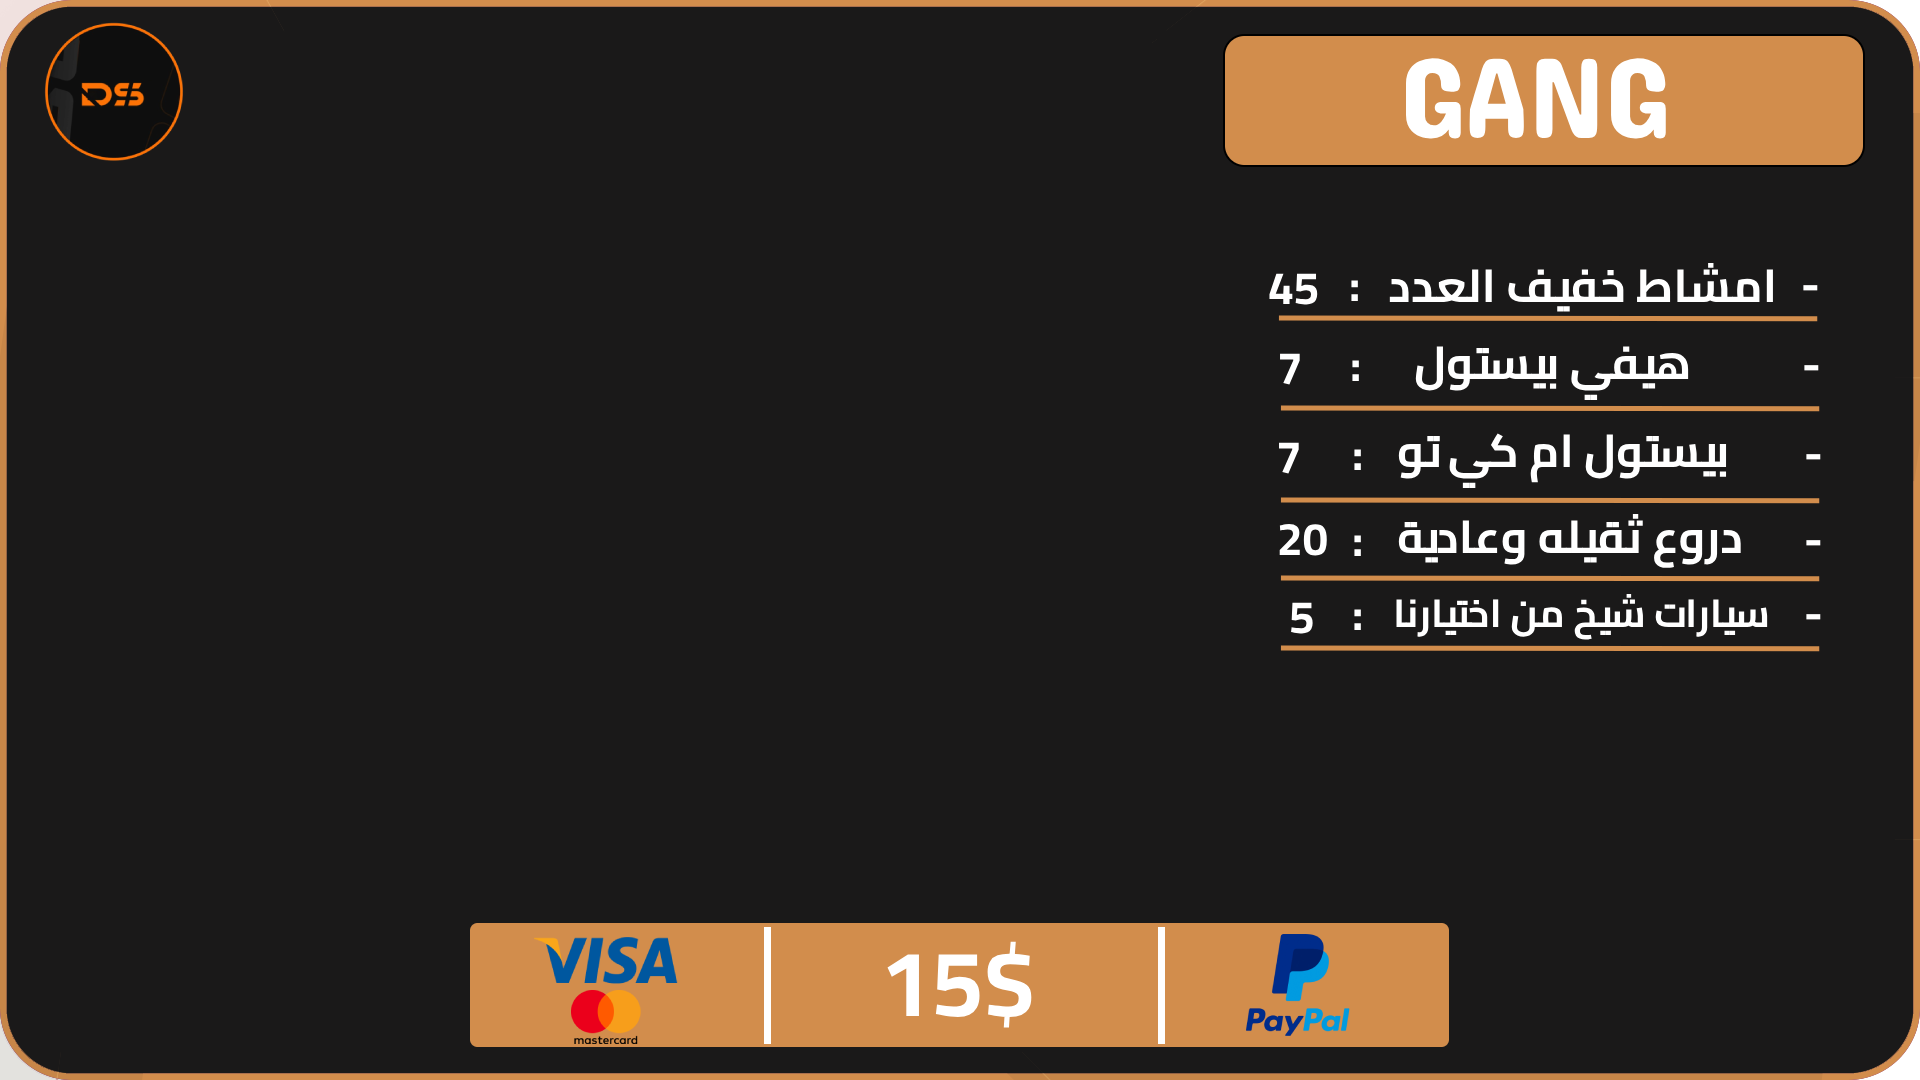 DS
GANG
- امشاط خفيف العدد : 45
- هيفي بيستول : 7
- بيستول ام كي تو : 7
- دروع ثقيله وعادية : 20
- سيارات شيخ من اختيارنا : 5
VISA
mastercard
15$
PayPal